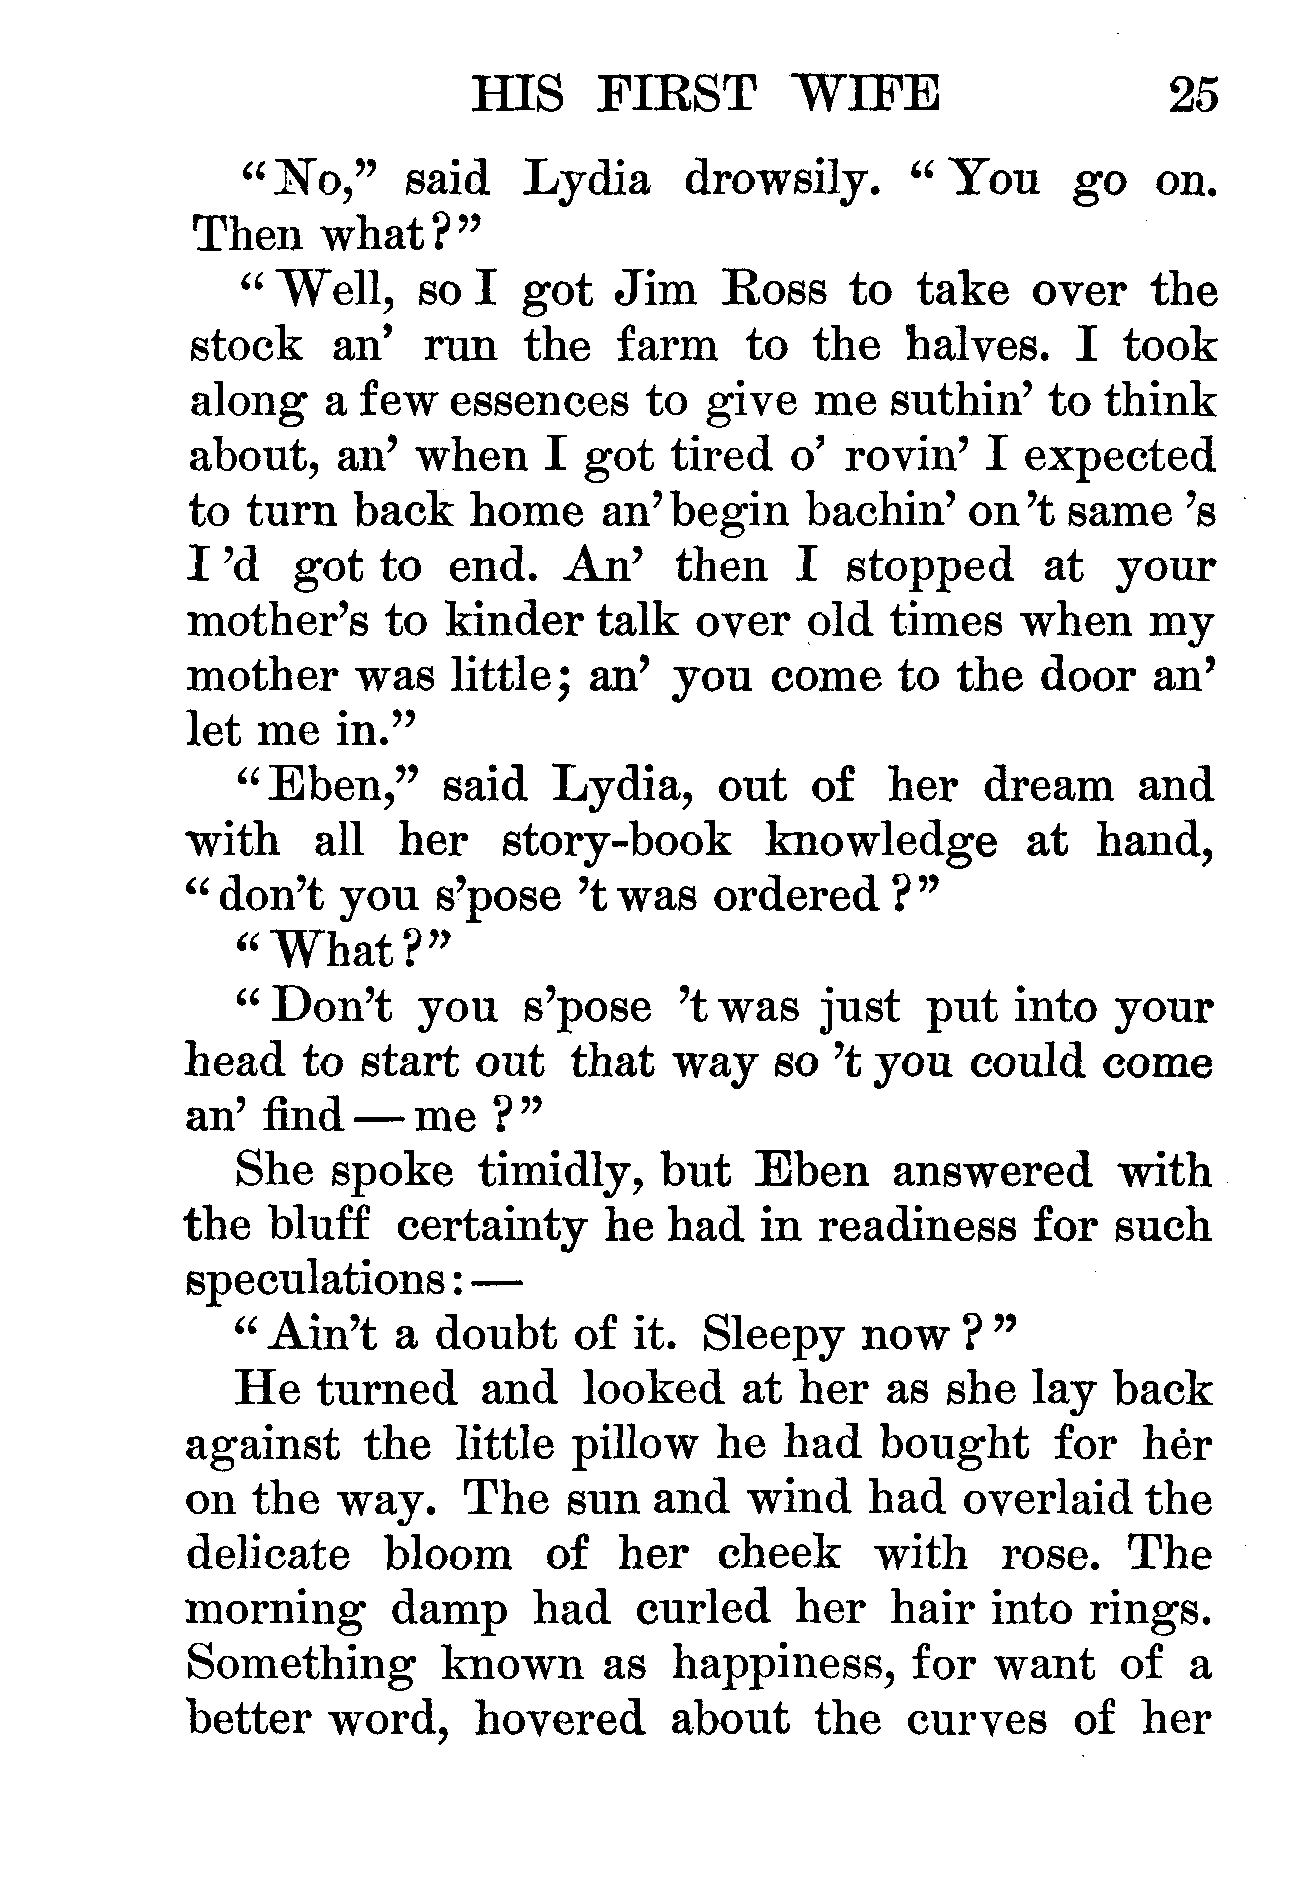 HIS FIRST WIFE 25
“No,” said Lydia drowsily. “You go on.
Then what?”
“Well, so I got Jim Ross to take over the
stock an’ run the farm to the halves. I took
along a few essences to give me suthin’ to think
about, an’ when I got tired o’ rovin’ I expected
to turn back home an’ begin bachin’ on ’t same ’s
I ’d got to end. An’ then I stopped at your
mother’s to kinder talk over old times when my
mother was little; an’ you come to the door an’
let me in.”
“Eben,” said Lydia, out of her dream and
with all her story-book knowledge at hand,
“don’t you s’pose ’t was ordered?”
“What?”
“Don’t you s’pose ’t was just put into your
head to start out that way so ’t you could come
an’ find — me?”
She spoke timidly, but Eben answered with
the bluff certainty he had in readiness for such
speculations: —
“Ain’t a doubt of it. Sleepy now?”
He turned and looked at her as she lay back
against the little pillow he had bought for her
on the way. The sun and wind had overlaid the
delicate bloom of her cheek with rose. The
morning damp had curled her hair into rings.
Something known as happiness, for want of a
better word, hovered about the curves of her